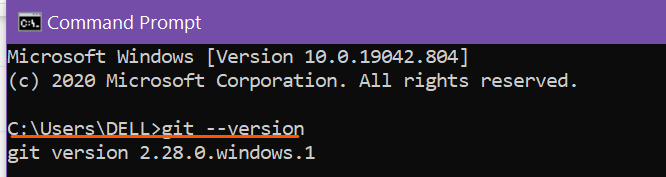 Command Prompt
Microsoft Windows [Version 10.0.19042.804]
(c) 2020 Microsoft Corporation. All rights reserved.
C:\Users\DELL>git --version
git version 2.28.0.windows.1